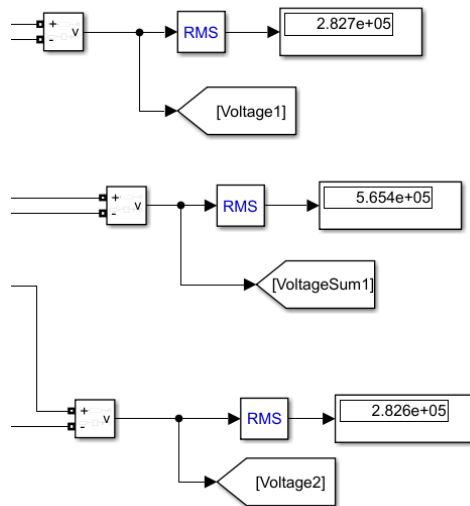 +
-
v
RMS
2.827e+05
[Voltage1]
+
-
v
RMS
5.654e+05
[VoltageSum1]
+
-
v
RMS
2.826e+05
[Voltage2]